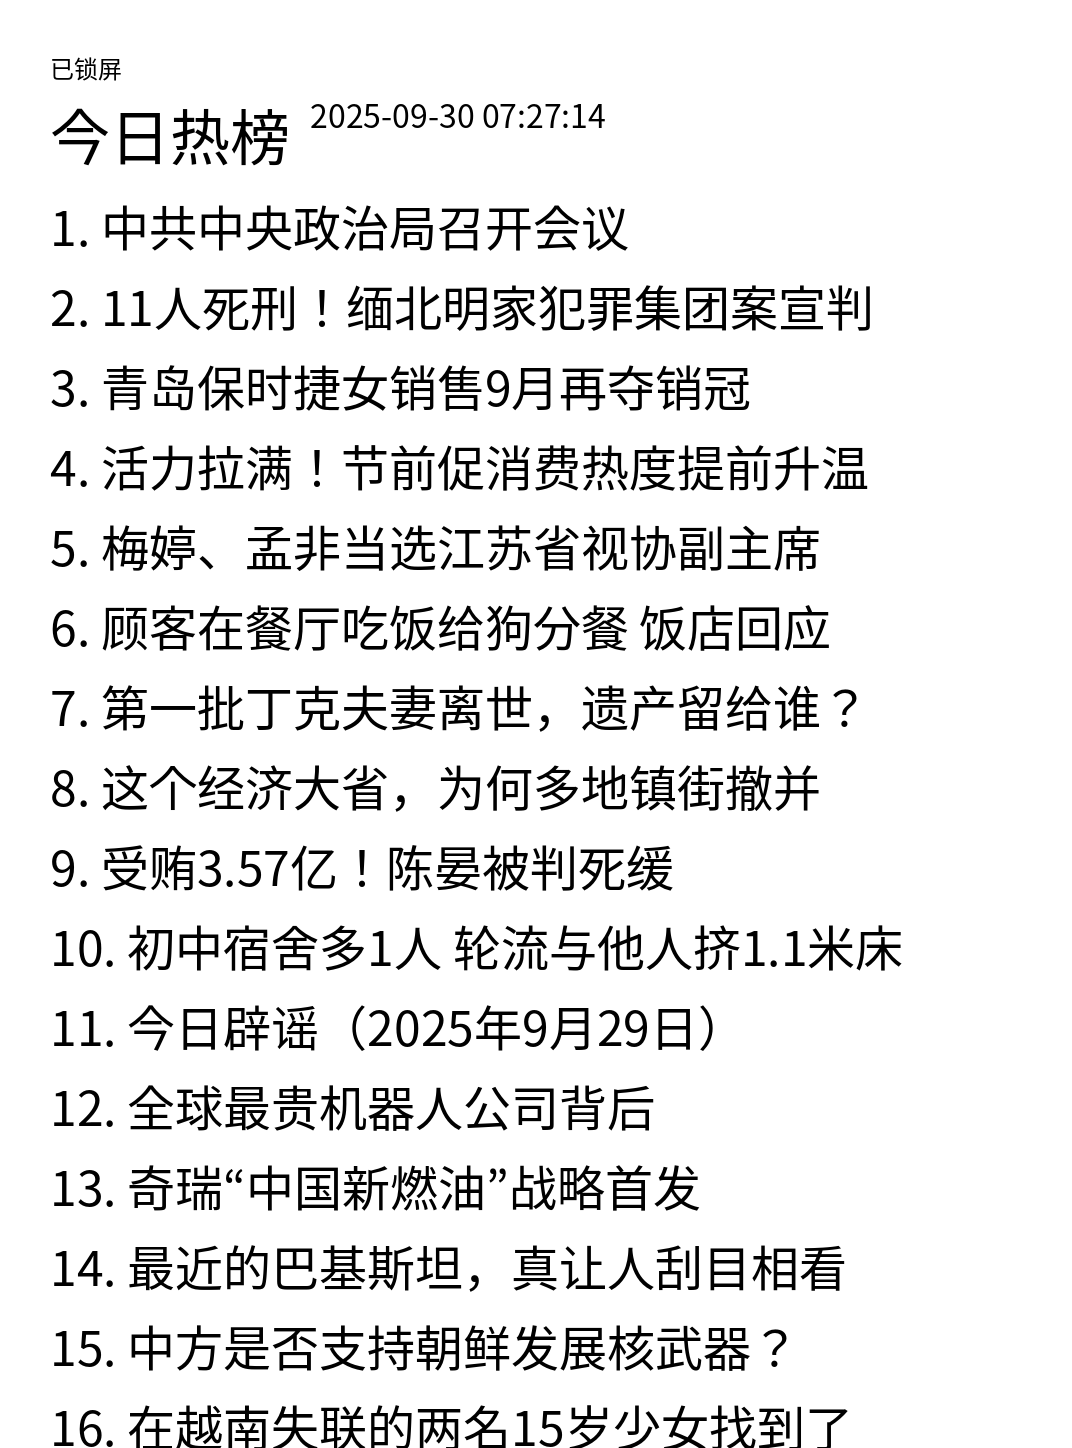 已锁屏
今日热榜 2025-09-30 07:27:14
1. 中共中央政治局召开会议
2. 11人死刑！缅北明家犯罪集团案宣判
3. 青岛保时捷女销售9月再夺销冠
4. 活力拉满！节前促消费热度提前升温
5. 梅婷、孟非当选江苏省视协副主席
6. 顾客在餐厅吃饭给狗分餐 饭店回应
7. 第一批丁克夫妻离世，遗产留给谁？
8. 这个经济大省，为何多地镇街撤并
9. 受贿3.57亿！陈晏被判死缓
10. 初中宿舍多1人 轮流与他人挤1.1米床
11. 今日辟谣（2025年9月29日）
12. 全球最贵机器人公司背后
13. 奇瑞“中国新燃油”战略首发
14. 最近的巴基斯坦，真让人刮目相看
15. 中方是否支持朝鲜发展核武器？
16. 在越南失联的两名15岁少女找到了